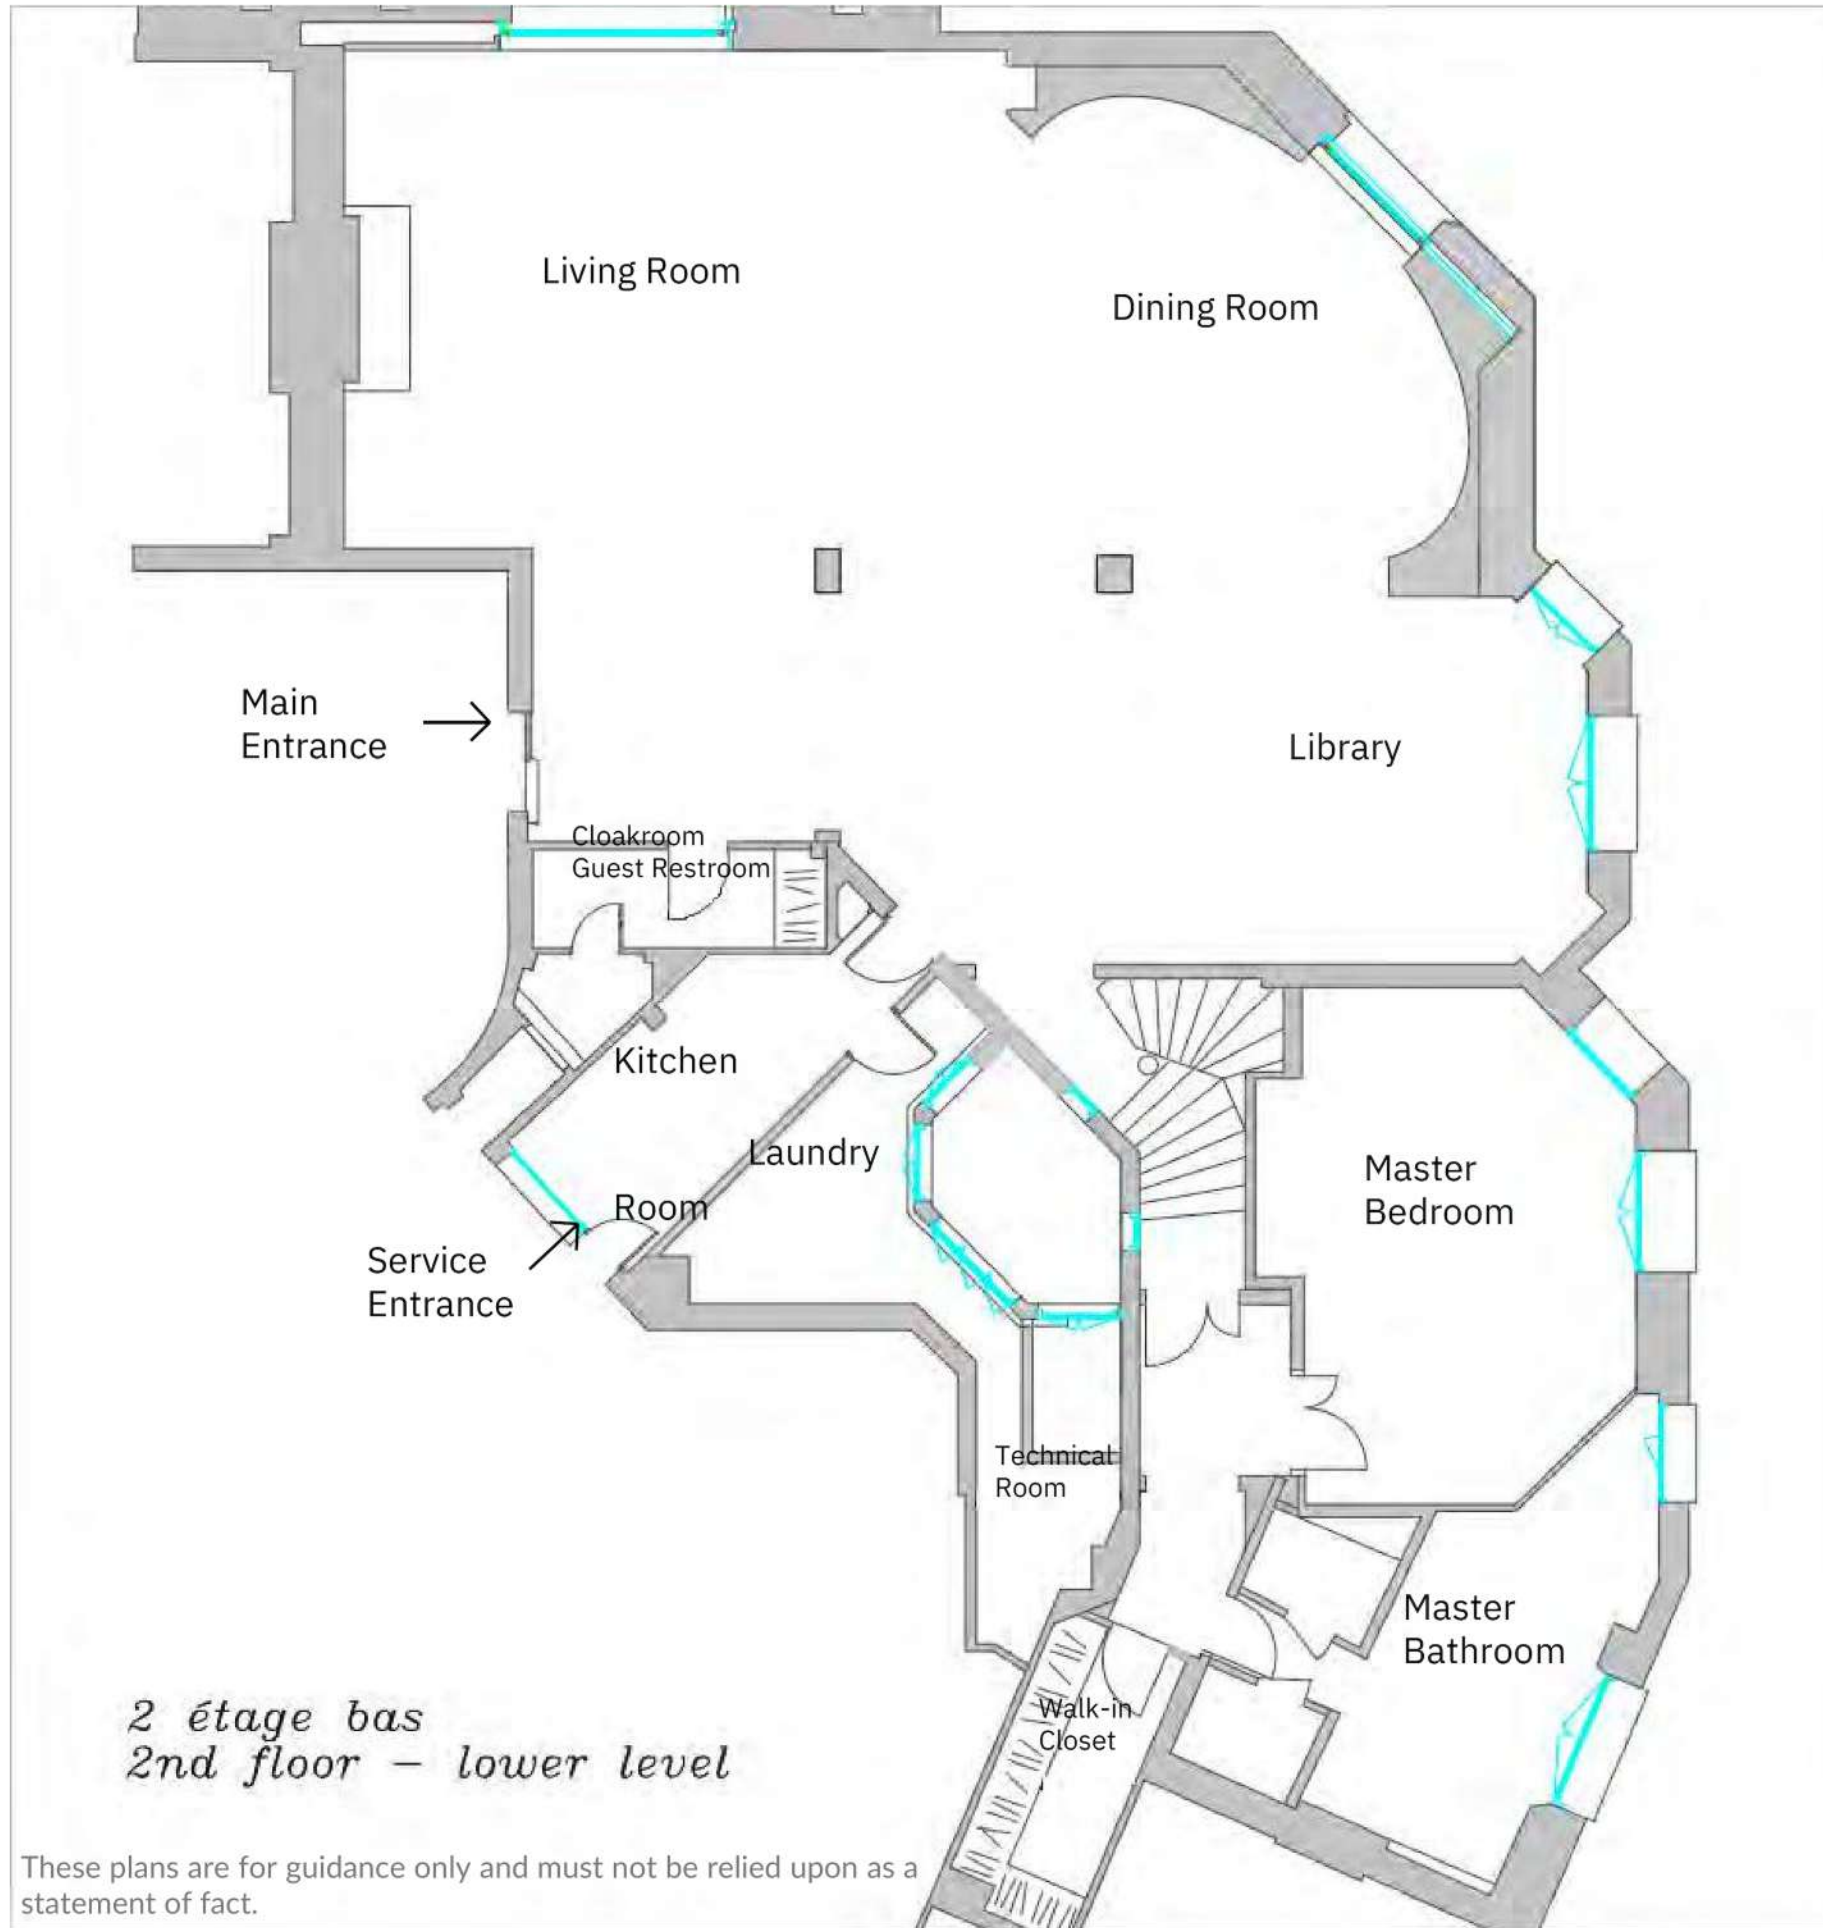 Living Room
Dining Room
Main
Entrance
Library
Cloakroom
Guest Restroom
Kitchen
Laundry
Room
Service
Entrance
Master
Bedroom
Technical
Room
Master
Bathroom
Walk-in
Closet
2 étage bas
2nd floor – lower level
These plans are for guidance only and must not be relied upon as a
statement of fact.